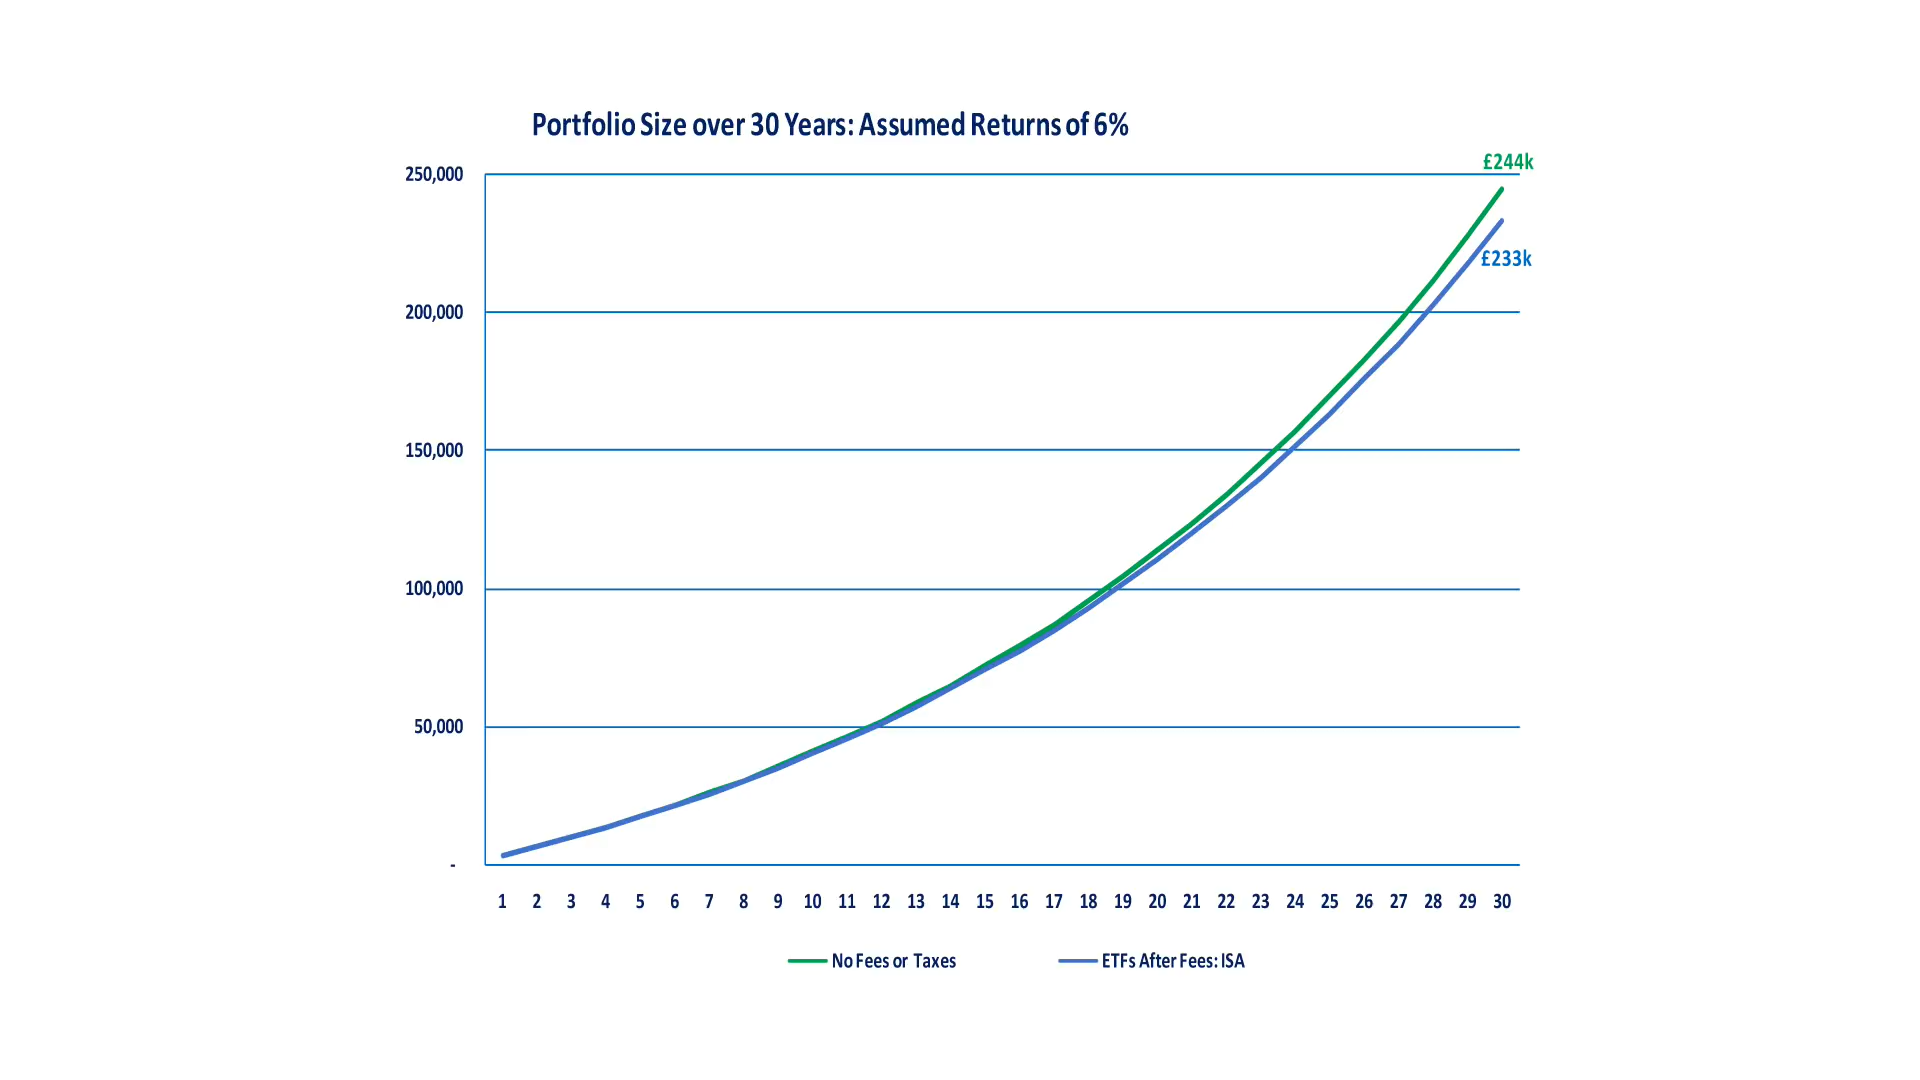 Portfolio Size over 30 Years: Assumed Returns of 6%
£244k
250,000
£233k
200,000
150,000
100,000
50,000
-
1 2 3 4 5 6 7 8 9 10 11 12 13 14 15 16 17 18 19 20 21 22 23 24 25 26 27 28 29 30
No Fees or Taxes ETFs After Fees: ISA